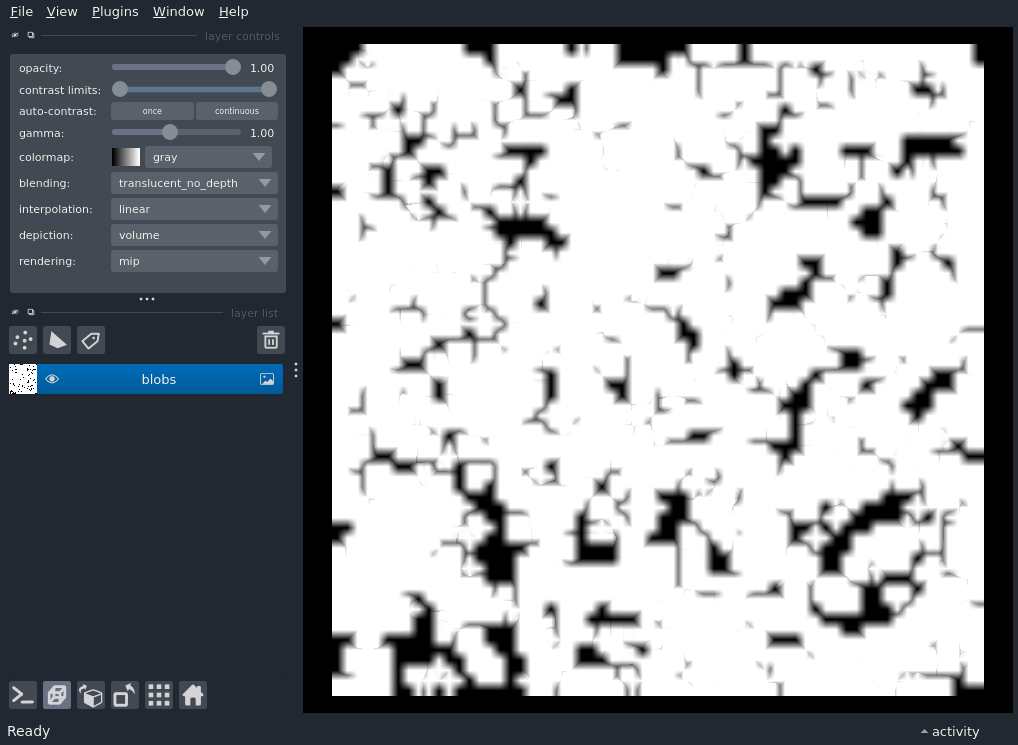 File View Plugins Window Help
layer controls
opacity: 1.00
contrast limits:
auto-contrast: once continuous
gamma: 1.00
colormap: gray
blending: translucent_no_depth
interpolation: linear
depiction: volume
rendering: mip
layer list
blobs
Ready activity